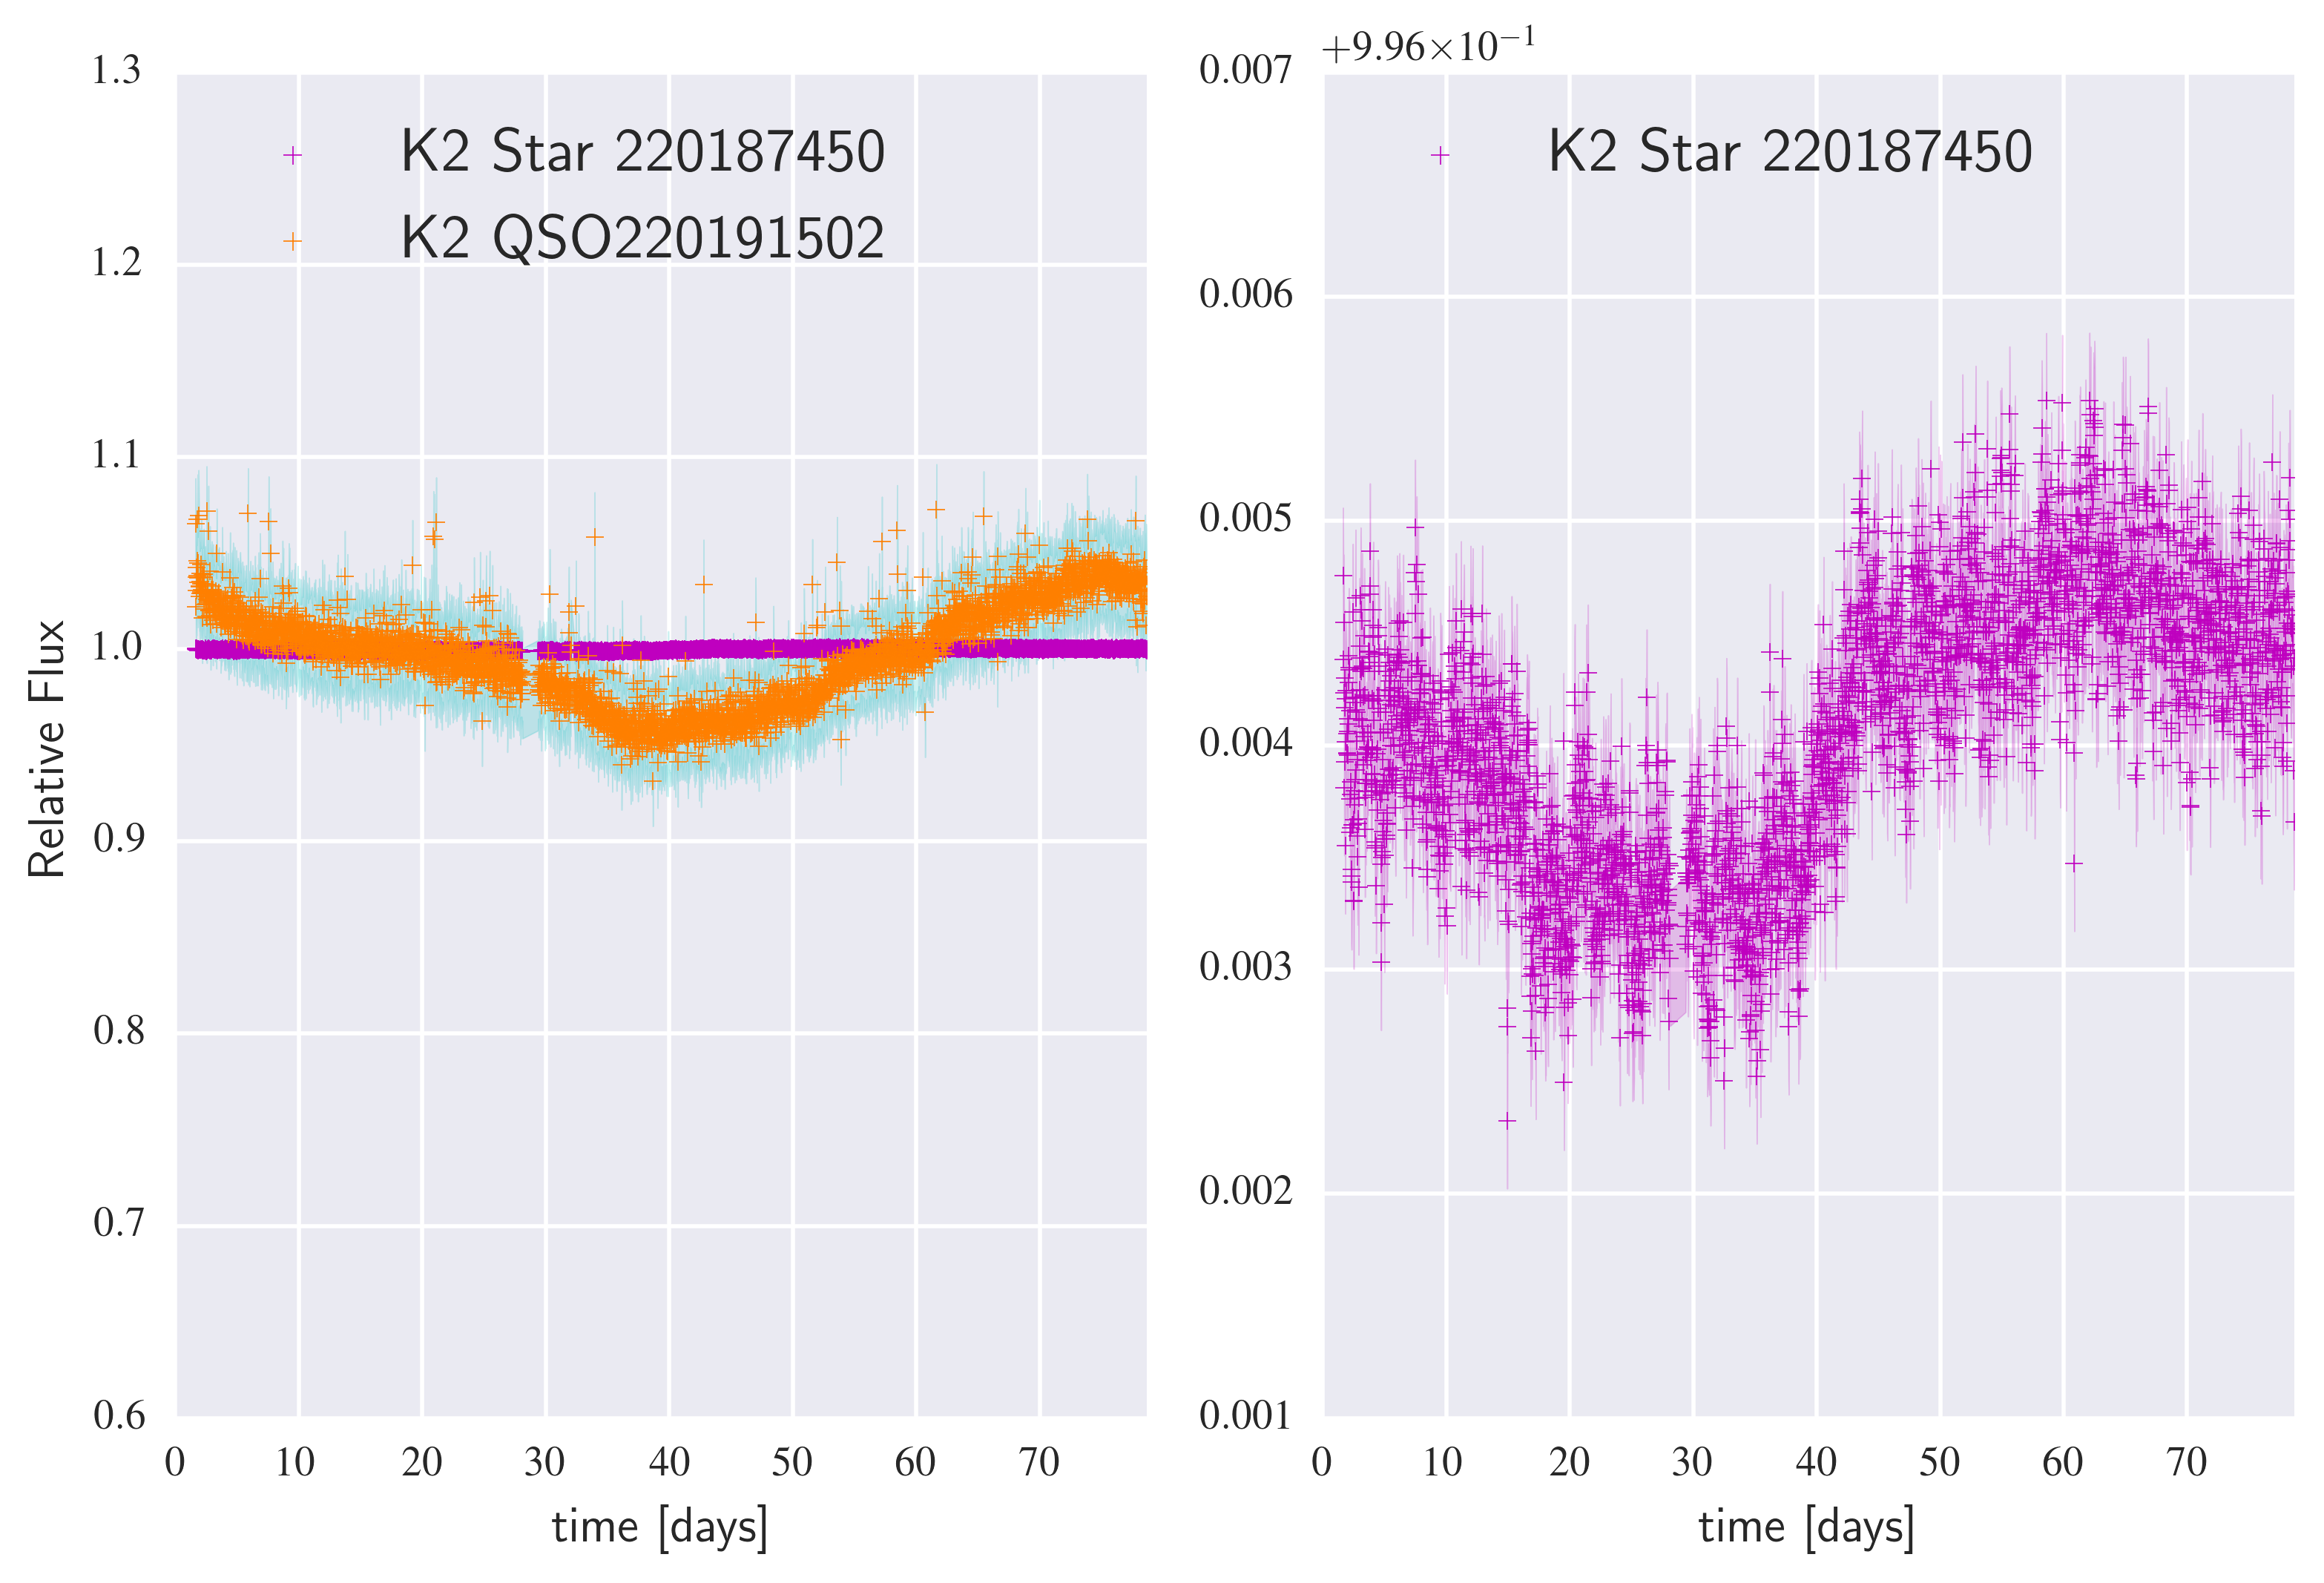 +9.96×10⁻¹
1.3
1.2
1.1
1.0
0.9
0.8
0.7
0.6
Relative Flux
K2 Star 220187450
K2 QSO220191502
0 10 20 30 40 50 60 70
time [days]
0.007
0.006
0.005
0.004
0.003
0.002
0.001
K2 Star 220187450
0 10 20 30 40 50 60 70
time [days]